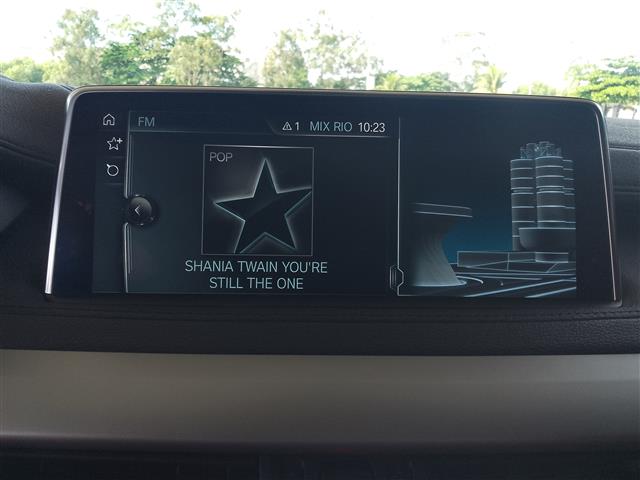 FM
1 MIX RIO 10:23
POP
SHANIA TWAIN YOU'RE
STILL THE ONE